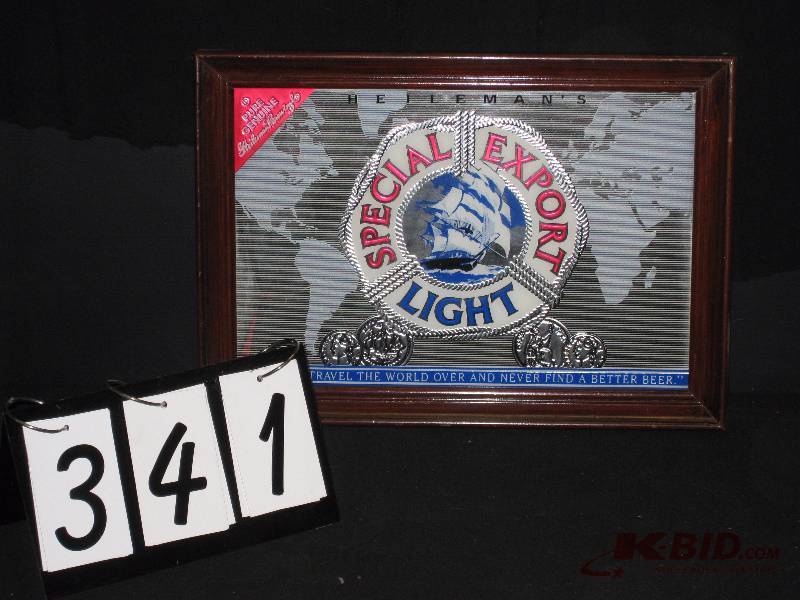 HEILEMAN'S
PURE
GENUINE
SPECIAL EXPORT
LIGHT
TRAVEL THE WORLD OVER AND NEVER FIND A BETTER BEER."
341
K-BID.COM